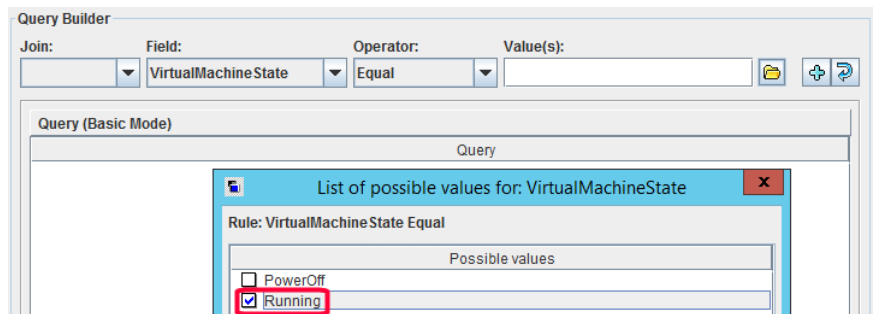 Query Builder
Join: Field: Operator: Value(s):
VirtualMachineState Equal
Query (Basic Mode)
Query
List of possible values for: VirtualMachineState x
Rule: VirtualMachineState Equal
Possible values
PowerOff
Running